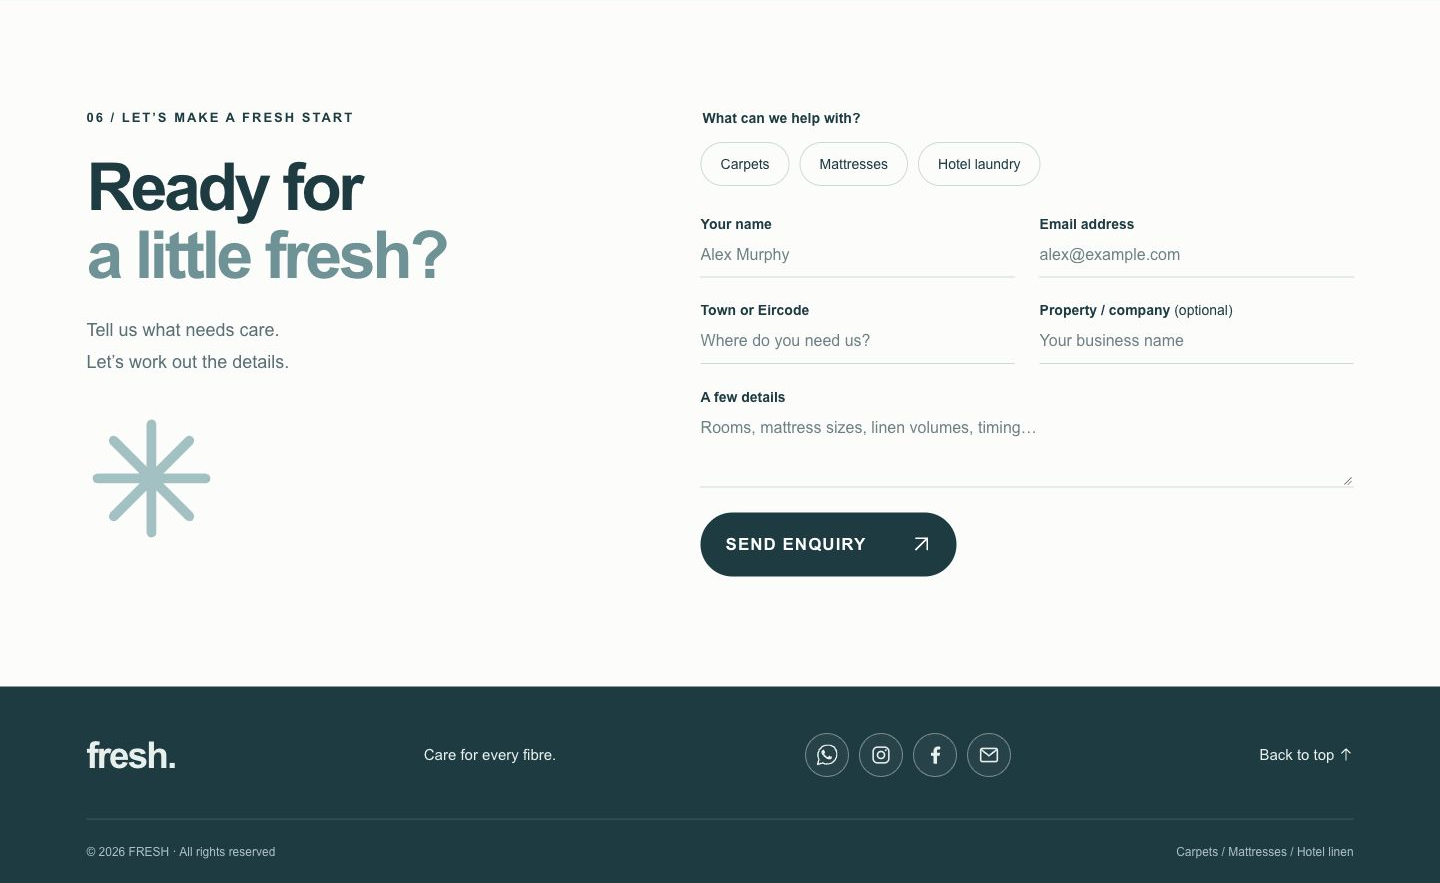 06 / LET’S MAKE A FRESH START
Ready for
a little fresh?
Tell us what needs care.
Let’s work out the details.
What can we help with?
Carpets
Mattresses
Hotel laundry
Your name
Alex Murphy
Email address
alex@example.com
Town or Eircode
Where do you need us?
Property / company (optional)
Your business name
A few details
Rooms, mattress sizes, linen volumes, timing…
SEND ENQUIRY
fresh.
Care for every fibre.
Back to top ↑
© 2026 FRESH · All rights reserved
Carpets / Mattresses / Hotel linen